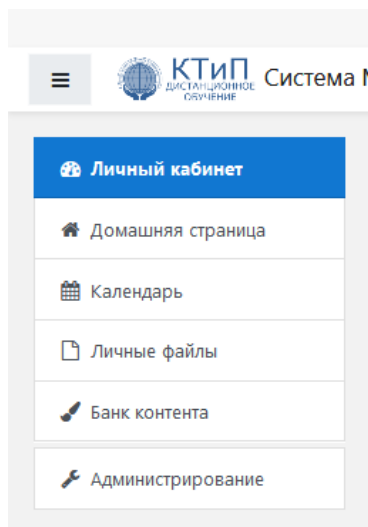 КТиП
ДИСТАНЦИОННОЕ
ОБУЧЕНИЕ
Система
Личный кабинет
Домашняя страница
Календарь
Личные файлы
Банк контента
Администрирование